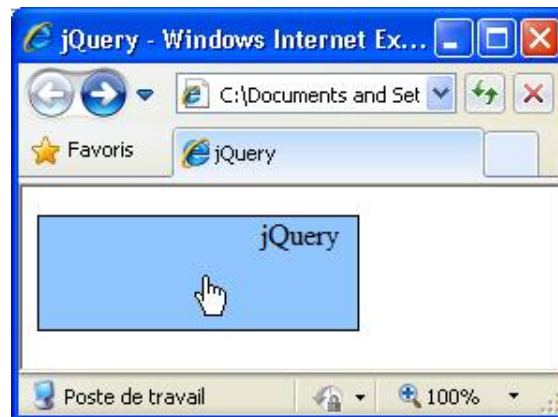 jQuery - Windows Internet Ex...
C:\Documents and Set
Favoris jQuery
jQuery
Poste de travail 100%